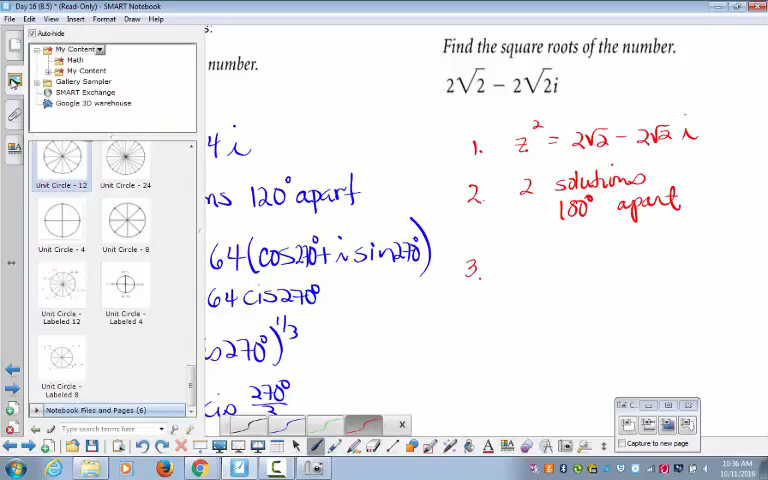 Day 16 (8.5) * (Read-Only) - SMART Notebook
File Edit View Insert Format Draw Help
Auto-hide
My Content
Math
My Content
Gallery Sampler
SMART Exchange
Google 3D warehouse
Unit Circle - 12
Unit Circle - 24
Unit Circle - 4
Unit Circle - 8
Unit Circle - Labeled 12
Unit Circle - Labeled 4
Unit Circle - Labeled 8
Notebook Files and Pages (6)
Type search terms here
s:
number.
4i
ns 120° apart
64(cos270°+ i sin270°)
64 cis 270°
is 270°)^1/3
cis 270°/3
Find the square roots of the number.
2√2 − 2√2i
1. z² = 2√2 − 2√2 i
2. 2 solutions
180° apart
3.
Capture to new page
10:36 AM
10/11/2016